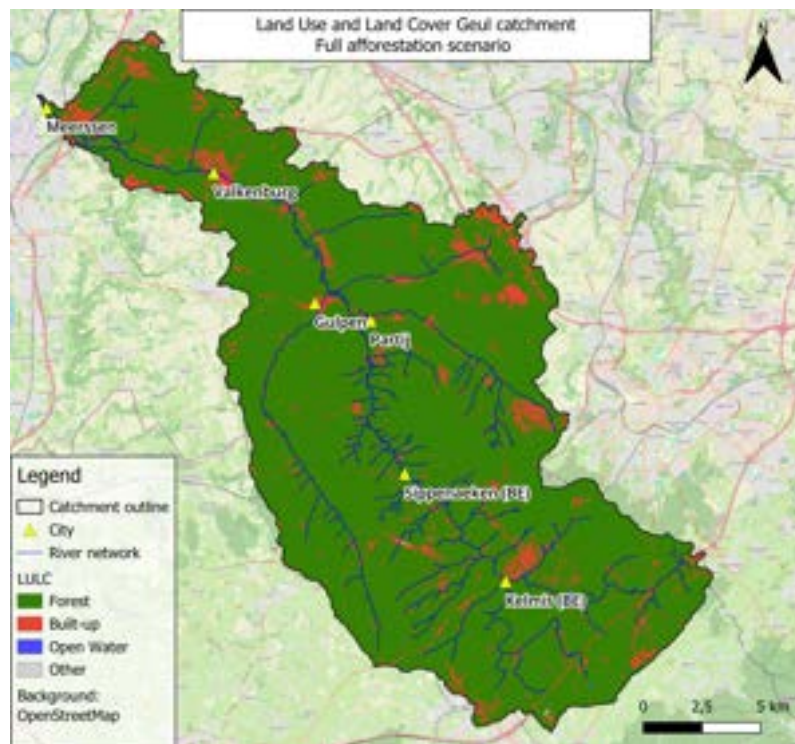 Land Use and Land Cover Geul catchment
Full afforestation scenario
N
Meerssen
Valkenburg
Gulpen
Partij
Sippenaeken (BE)
Kelmis (BE)
Legend
Catchment outline
City
River network
LULC
Forest
Built-up
Open Water
Other
Background:
OpenStreetMap
0 2,5 5 km